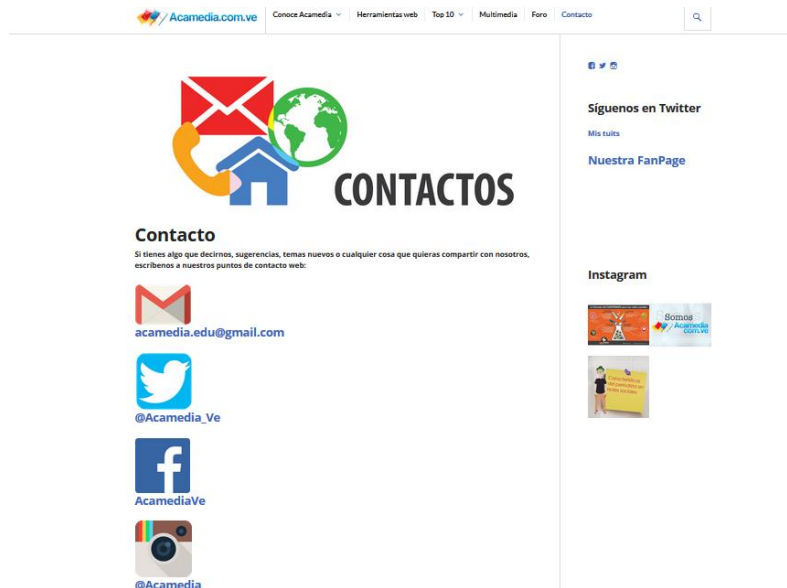 Acamedia.com.ve
Conoce Acamedia
Herramientas web
Top 10
Multimedia
Foro
Contacto
CONTACTOS
Contacto
Si tienes algo que decirnos, sugerencias, temas nuevos o cualquier cosa que quieras compartir con nosotros,
escríbenos a nuestros puntos de contacto web:
acamedia.edu@gmail.com
@Acamedia_Ve
AcamediaVe
@Acamedia
Síguenos en Twitter
Mis tuits
Nuestra FanPage
Instagram
Somos
Acamedia
com.ve